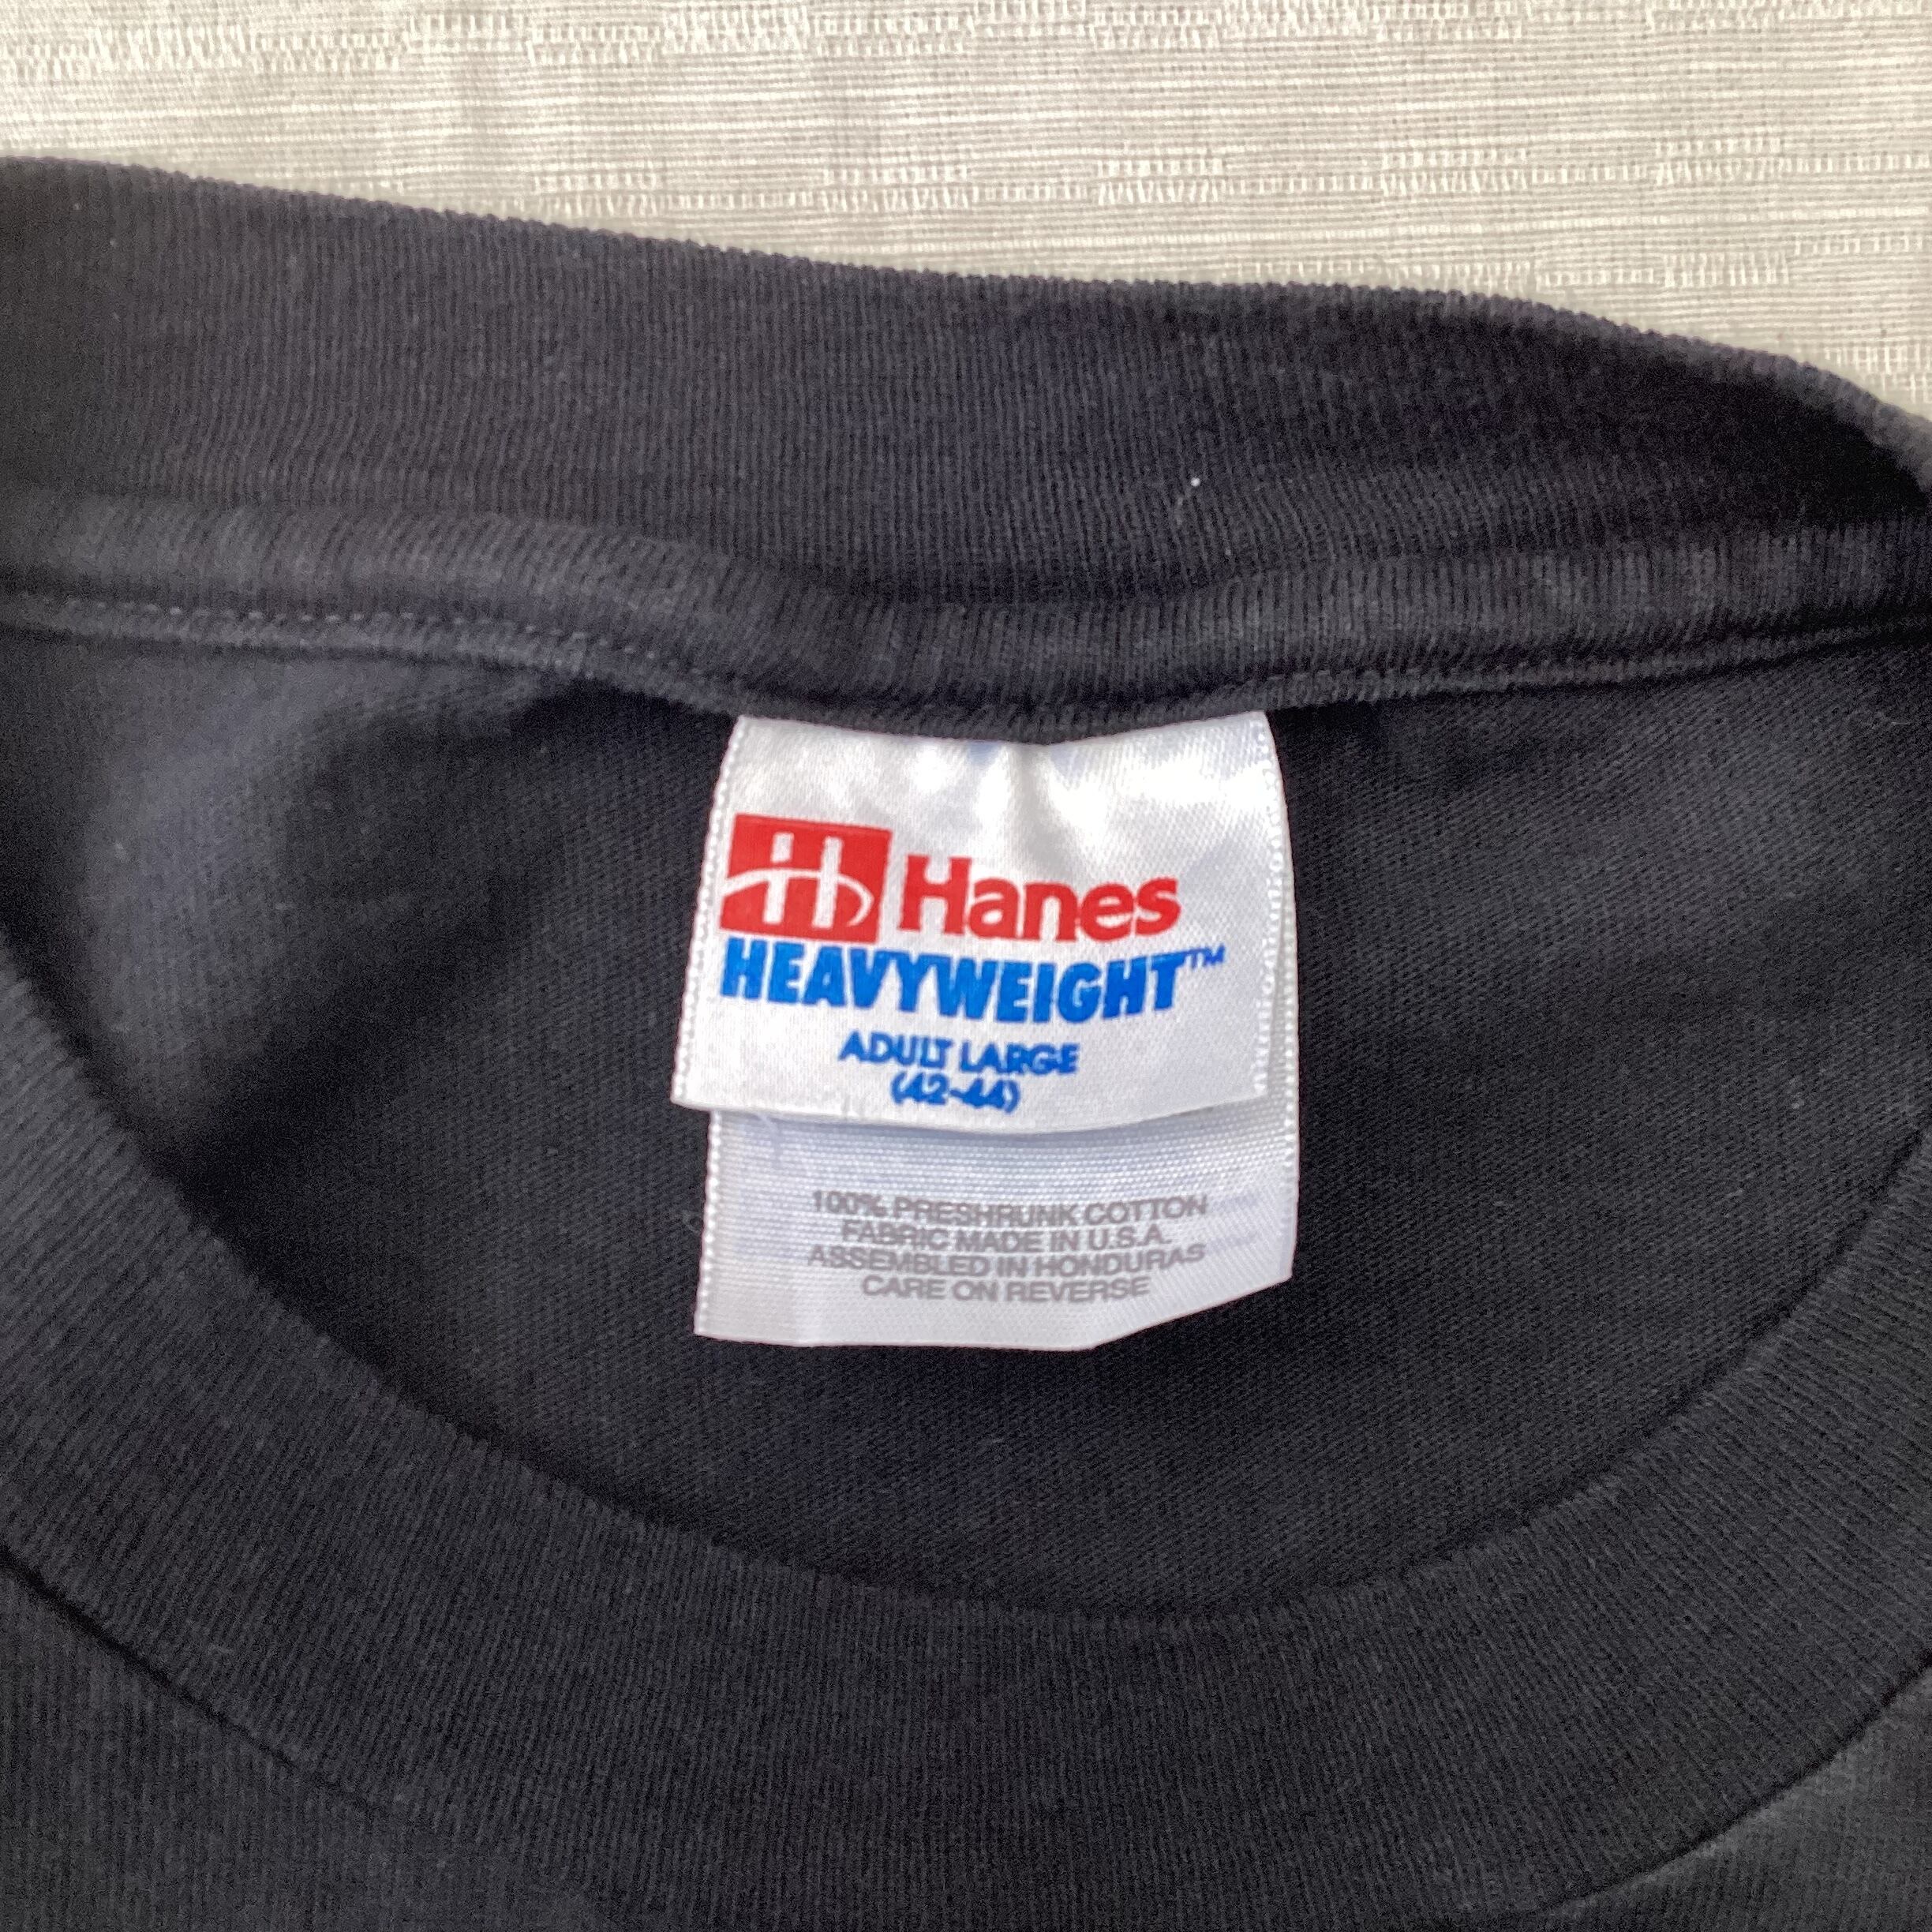 Hanes
HEAVYWEIGHT™
ADULT LARGE
(42-44)
100% PRESHRUNK COTTON
FABRIC MADE IN U.S.A.
ASSEMBLED IN HONDURAS
CARE ON REVERSE